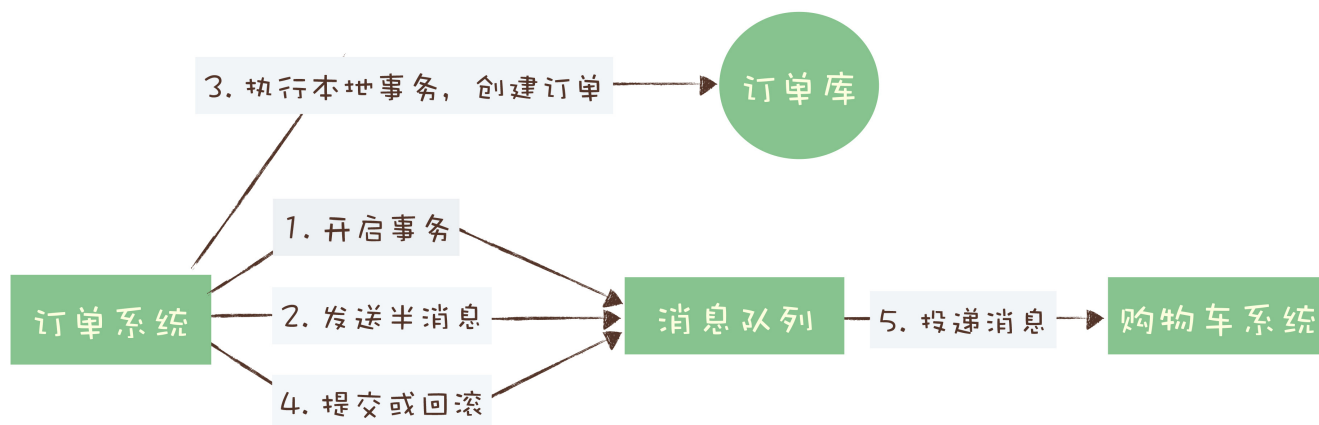 3. 执行本地事务, 创建订单
订单库
1. 开启事务
订单系统
2. 发送半消息
消息队列
5. 投递消息
购物车系统
4. 提交或回滚